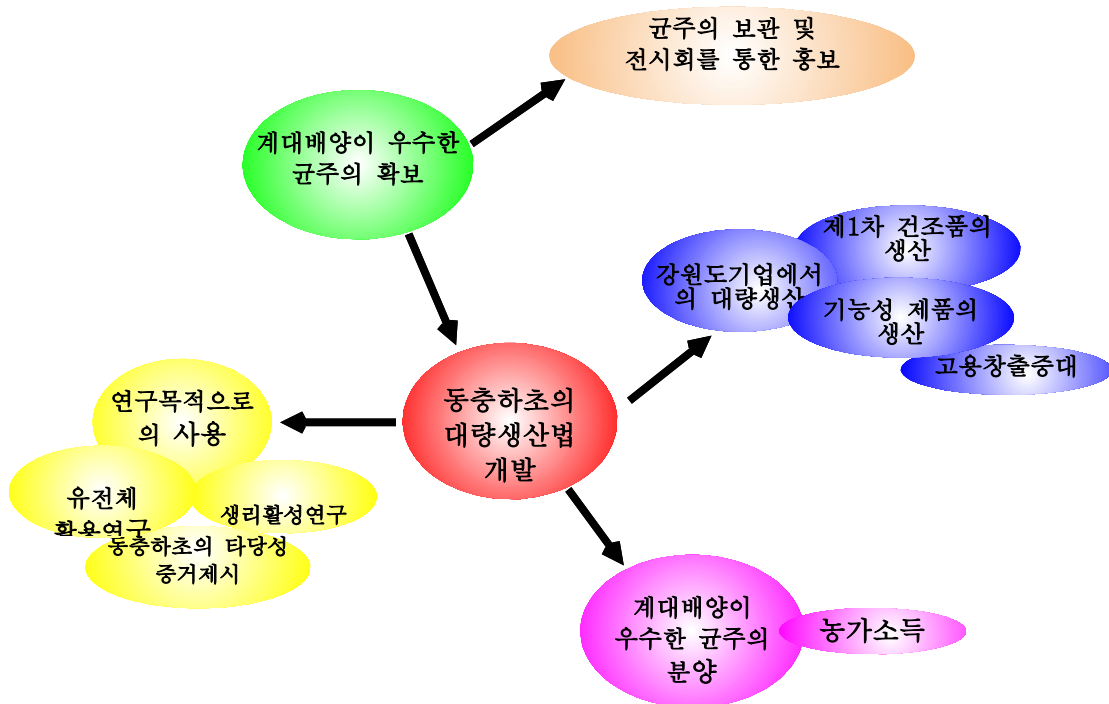 균주의 보관 및
전시회를 통한 홍보
계대배양이 우수한
균주의 확보
제1차 건조품의
생산
강원도기업에서
의 대량생산
기능성 제품의
생산
고용창출증대
동충하초의
대량생산법
개발
연구목적으로
의 사용
유전체
활용연구
생리활성연구
동충하초의 타당성
증거제시
계대배양이
우수한 균주의
분양
농가소득